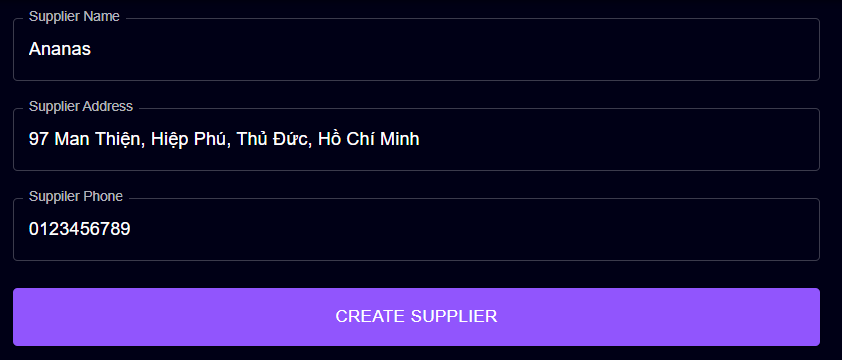 Supplier Name
Ananas
Supplier Address
97 Man Thiện, Hiệp Phú, Thủ Đức, Hồ Chí Minh
Suppiler Phone
0123456789
CREATE SUPPLIER